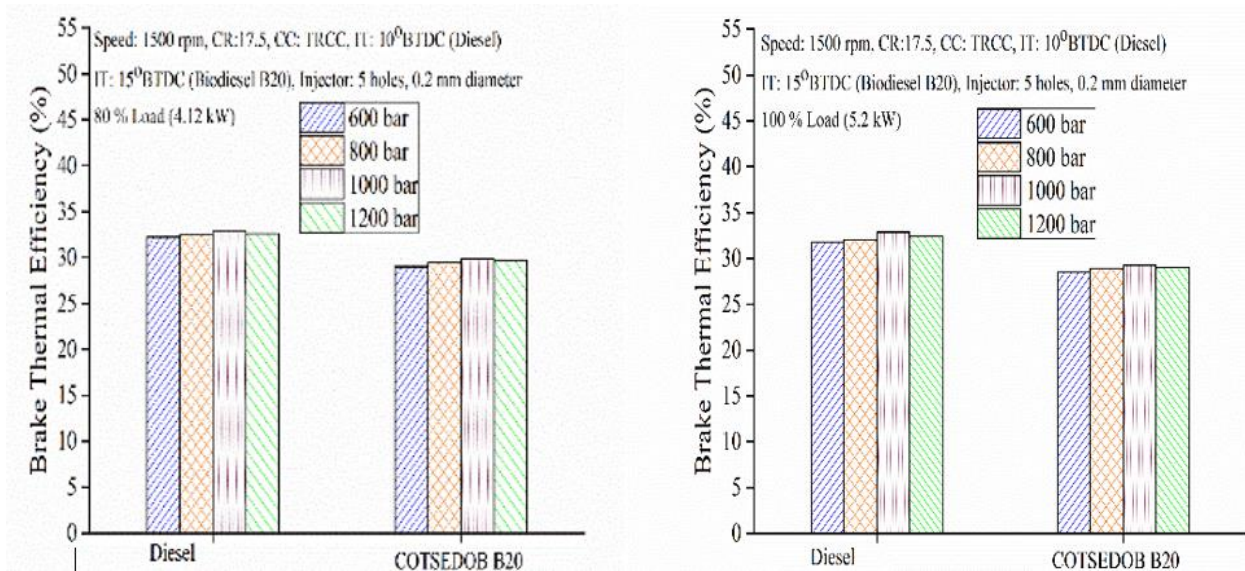 Speed: 1500 rpm, CR:17.5, CC: TRCC, IT: 10⁰BTDC (Diesel)
IT: 15⁰BTDC (Biodiesel B20), Injector: 5 holes, 0.2 mm diameter
80 % Load (4.12 kW)
600 bar
800 bar
1000 bar
1200 bar
Brake Thermal Efficiency (%)
55
50
45
40
35
30
25
20
15
10
5
0
Diesel
COTSEDOB B20
Speed: 1500 rpm. CR:17.5, CC: TRCC, IT: 10⁰BTDC (Diesel)
IT: 15⁰BTDC (Biodiesel B20), Injector: 5 holes, 0.2 mm diameter
100 % Load (5.2 kW)
600 bar
800 bar
1000 bar
1200 bar
Brake Thermal Efficiency (%)
55
50
45
40
35
30
25
20
15
10
5
0
Diesel
COTSEDOB B20